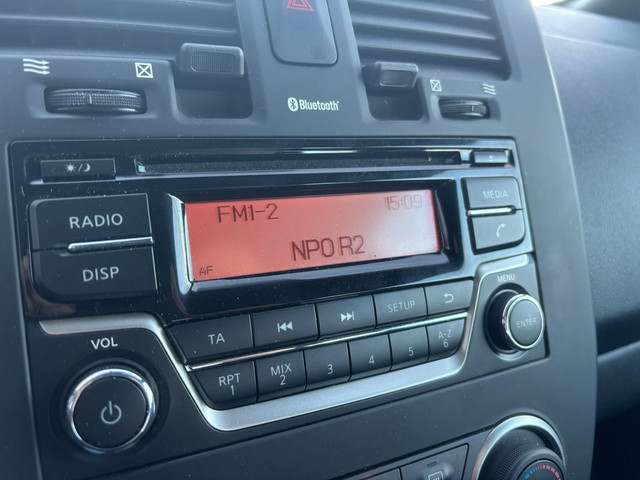 Bluetooth
RADIO
DISP
FM1-2
15:09
NPO R2
AF
MEDIA
TA
SETUP
MENU
ENTER
VOL
RPT
1
MIX
2
3
4
5
A-Z
6